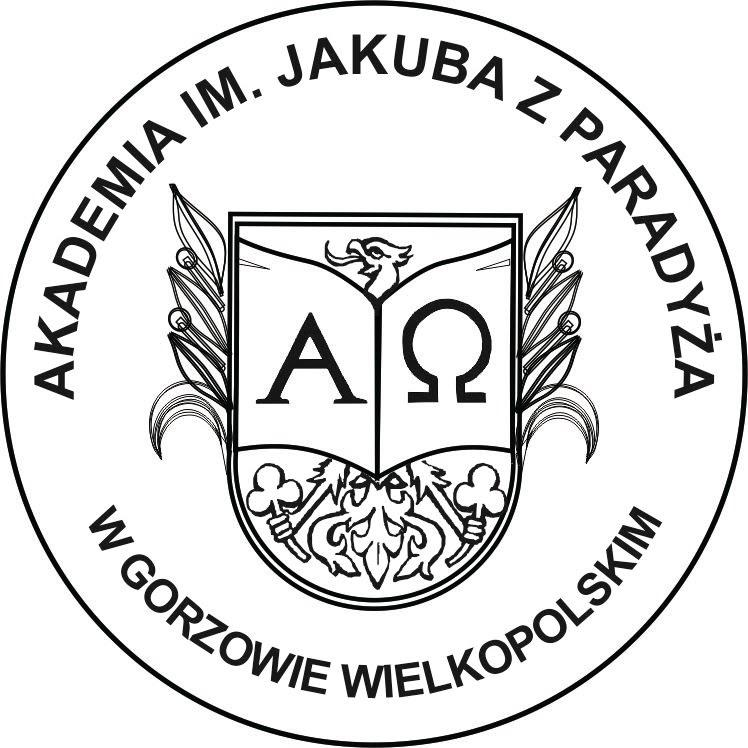 AKADEMIA IM. JAKUBA Z PARADYŻA
Α Ω
W GORZOWIE WIELKOPOLSKIM